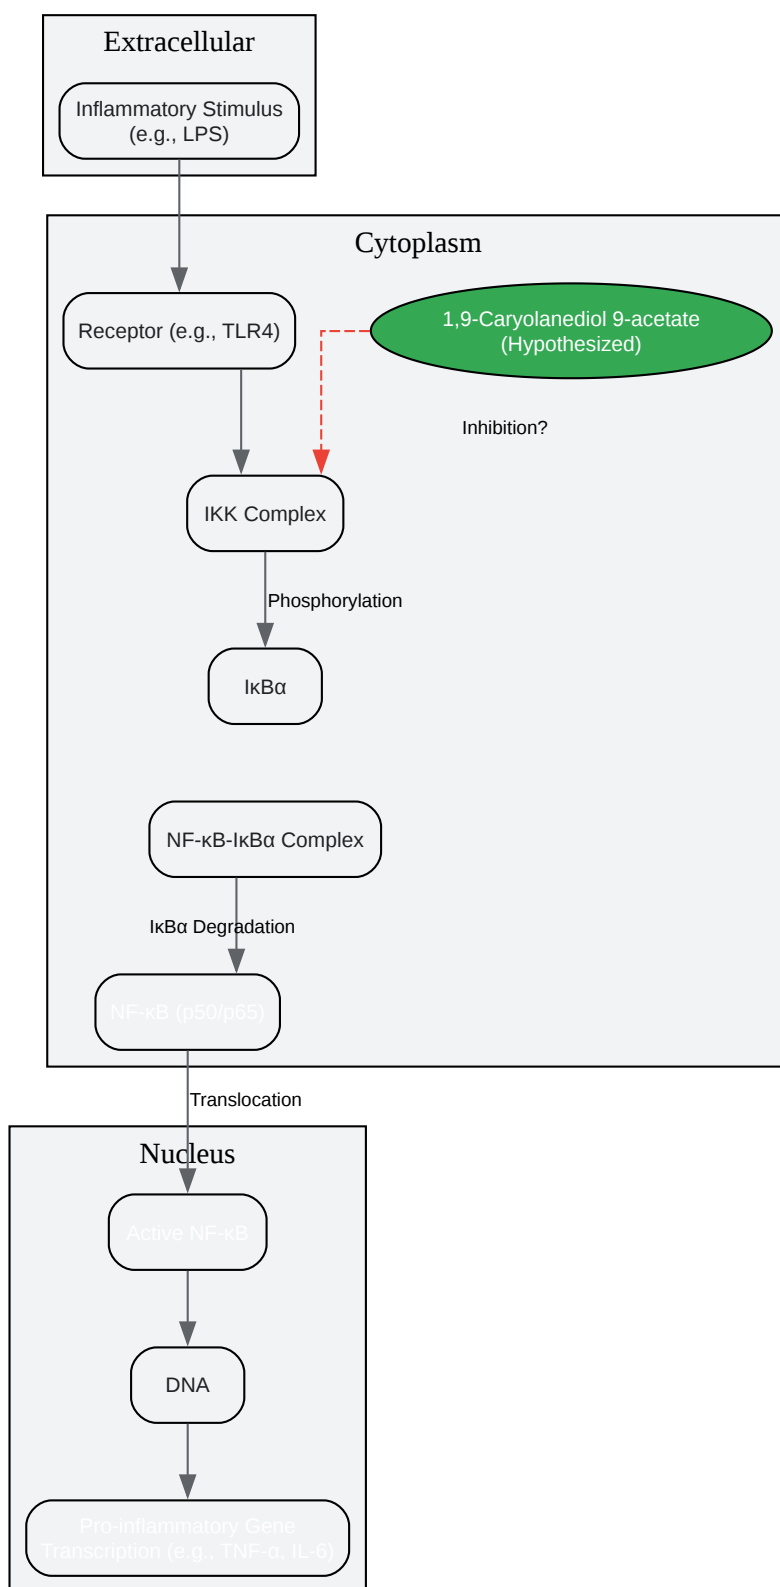 Extracellular
Inflammatory Stimulus
(e.g., LPS)
Cytoplasm
Receptor (e.g., TLR4)
1,9-Caryolanediol 9-acetate
(Hypothesized)
Inhibition?
IKK Complex
Phosphorylation
IκBα
NF-κB-IκBα Complex
IκBα Degradation
NF-κB (p50/p65)
Translocation
Nucleus
Active NF-κB
DNA
Pro-inflammatory Gene
Transcription (e.g., TNF-α, IL-6)